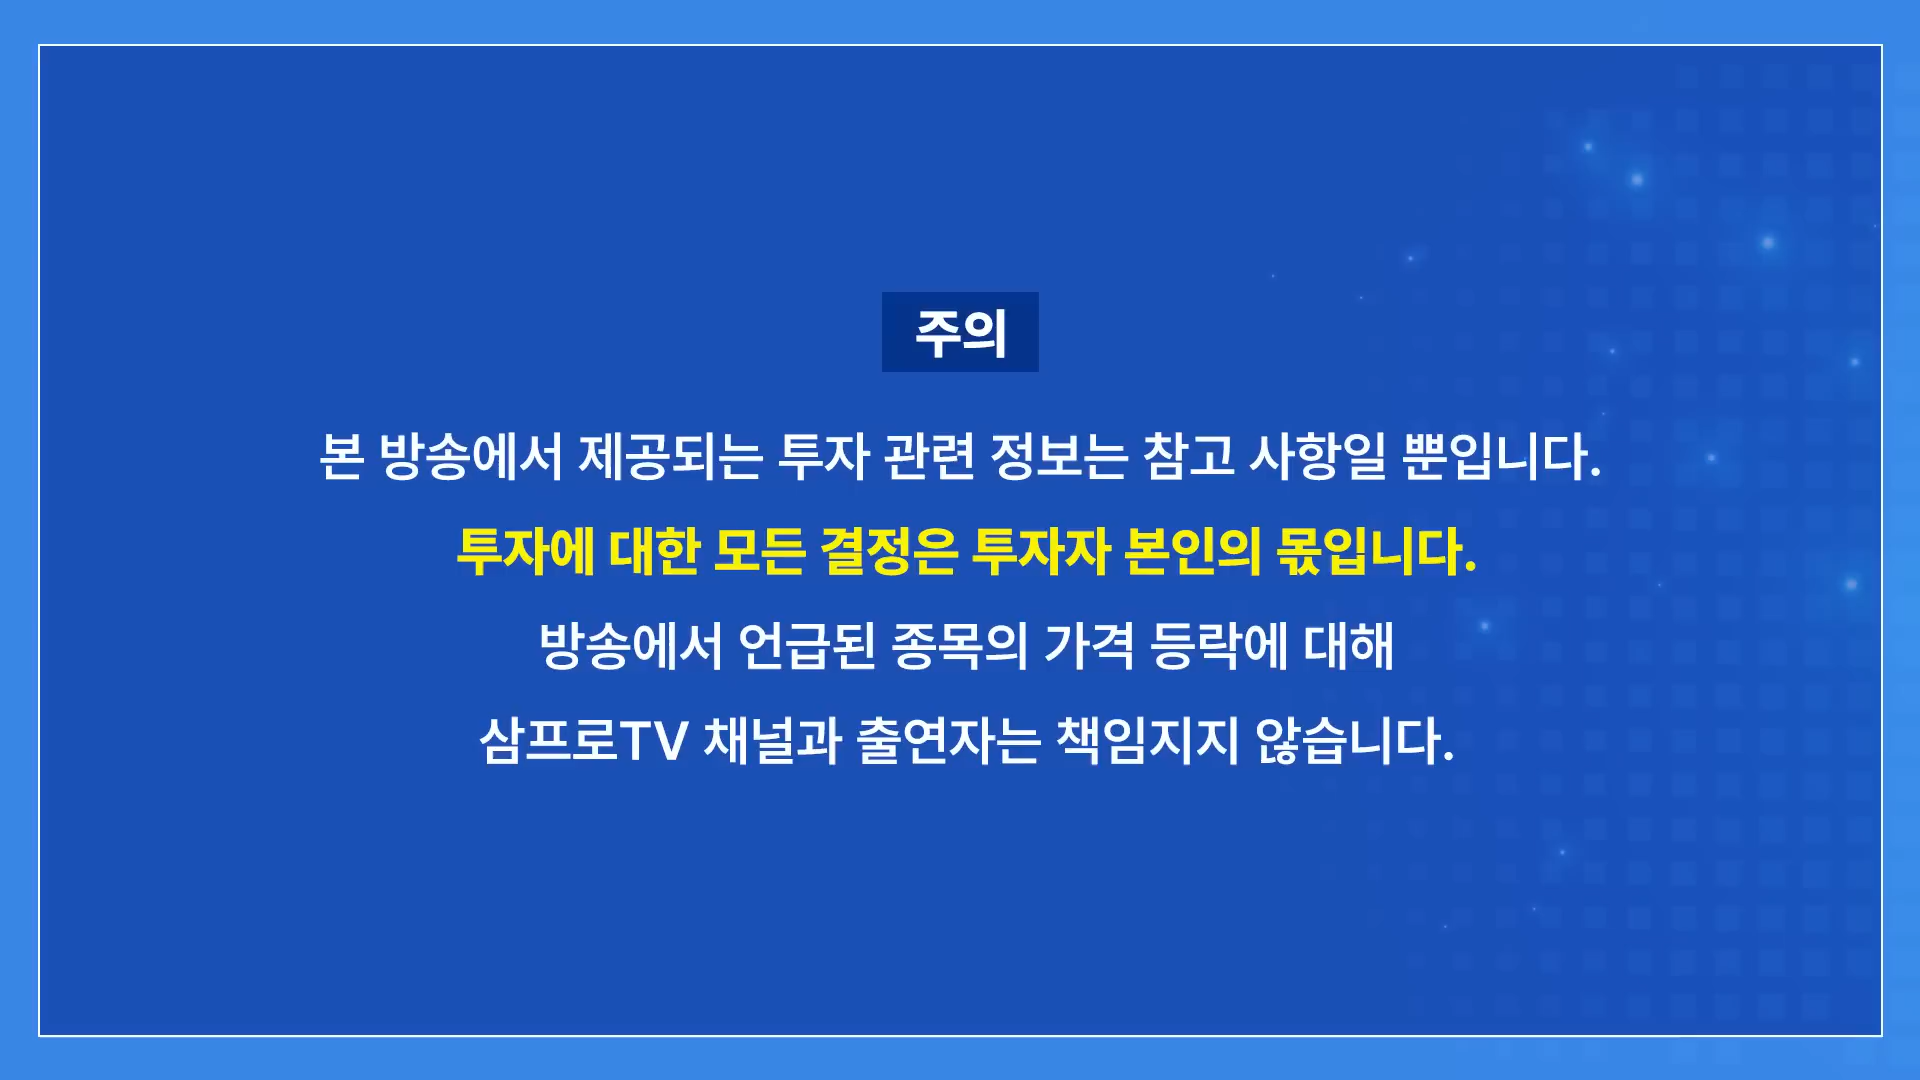 주의
본 방송에서 제공되는 투자 관련 정보는 참고 사항일 뿐입니다.
투자에 대한 모든 결정은 투자자 본인의 몫입니다.
방송에서 언급된 종목의 가격 등락에 대해
삼프로TV 채널과 출연자는 책임지지 않습니다.